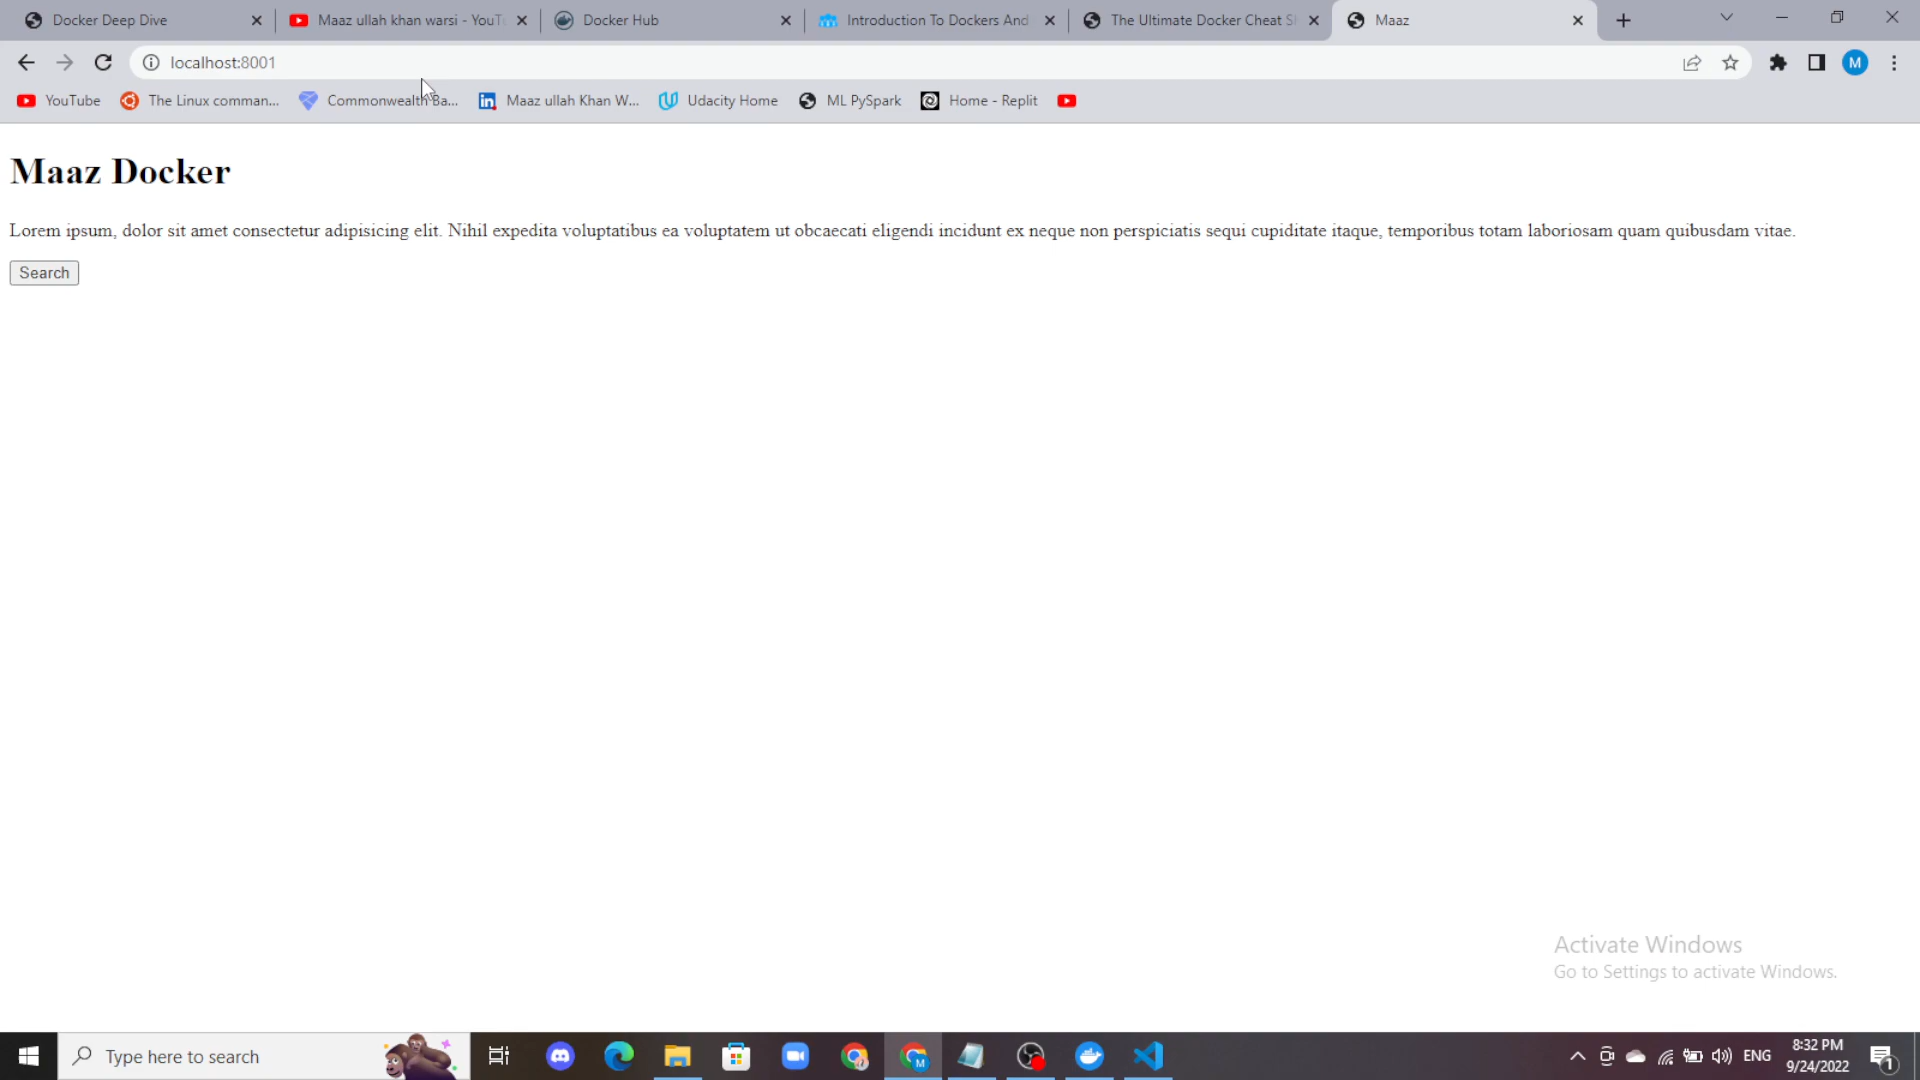 Docker Deep Dive
Maaz ullah khan warsi - YouTu
Docker Hub
Introduction To Dockers And
The Ultimate Docker Cheat Sh
Maaz
localhost:8001
M
YouTube
The Linux comman...
Commonwealth Ba...
Maaz ullah Khan W...
Udacity Home
ML PySpark
Home - Replit
Maaz Docker
Lorem ipsum, dolor sit amet consectetur adipisicing elit. Nihil expedita voluptatibus ea voluptatem ut obcaecati eligendi incidunt ex neque non perspiciatis sequi cupiditate itaque, temporibus totam laboriosam quam quibusdam vitae.
Search
Activate Windows
Go to Settings to activate Windows.
Type here to search
ENG
8:32 PM
9/24/2022
1